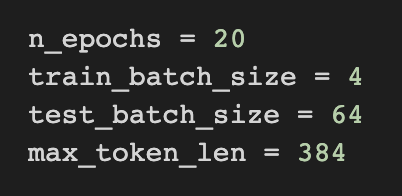 n_epochs = 20
train_batch_size = 4
test_batch_size = 64
max_token_len = 384